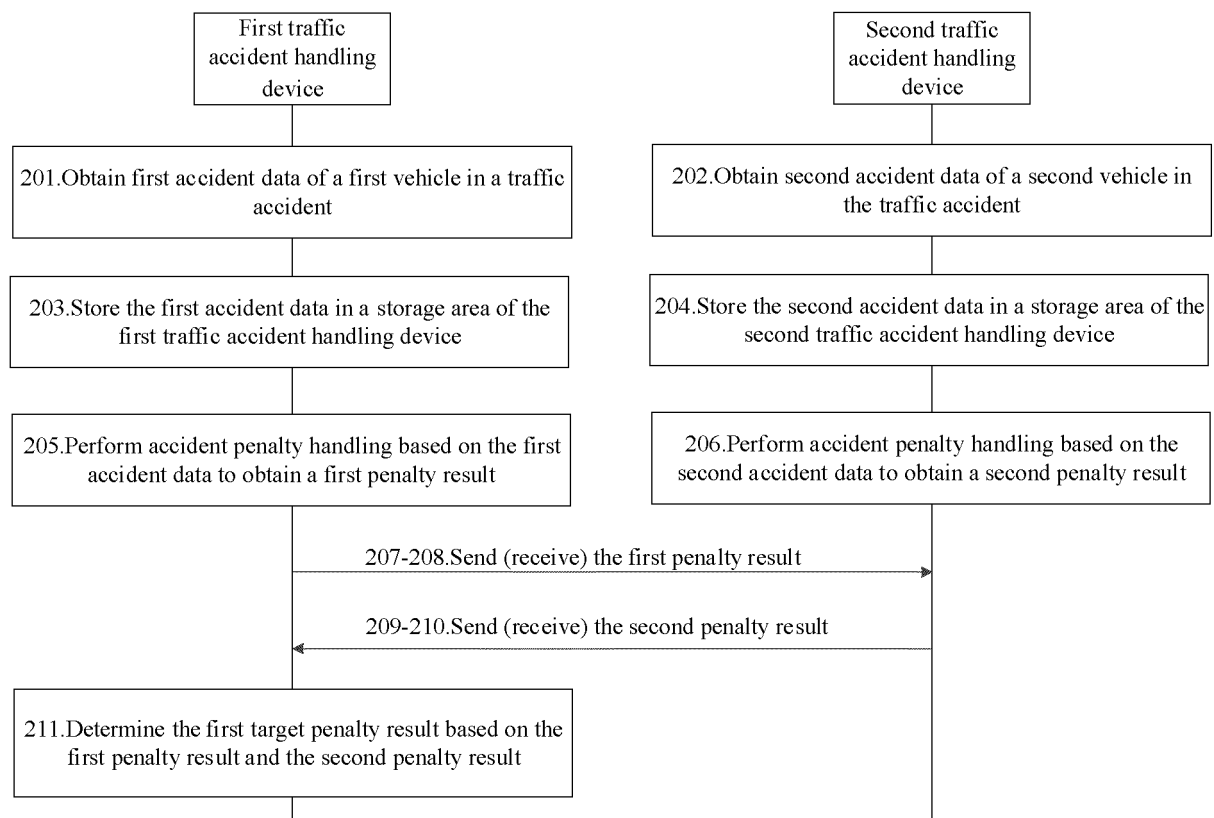 First traffic
accident handling
device
Second traffic
accident handling
device
201.Obtain first accident data of a first vehicle in a traffic
accident
202.Obtain second accident data of a second vehicle in
the traffic accident
203.Store the first accident data in a storage area of the
first traffic accident handling device
204.Store the second accident data in a storage area of the
second traffic accident handling device
205.Perform accident penalty handling based on the first
accident data to obtain a first penalty result
206.Perform accident penalty handling based on the
second accident data to obtain a second penalty result
207-208.Send (receive) the first penalty result
209-210.Send (receive) the second penalty result
211.Determine the first target penalty result based on the
first penalty result and the second penalty result